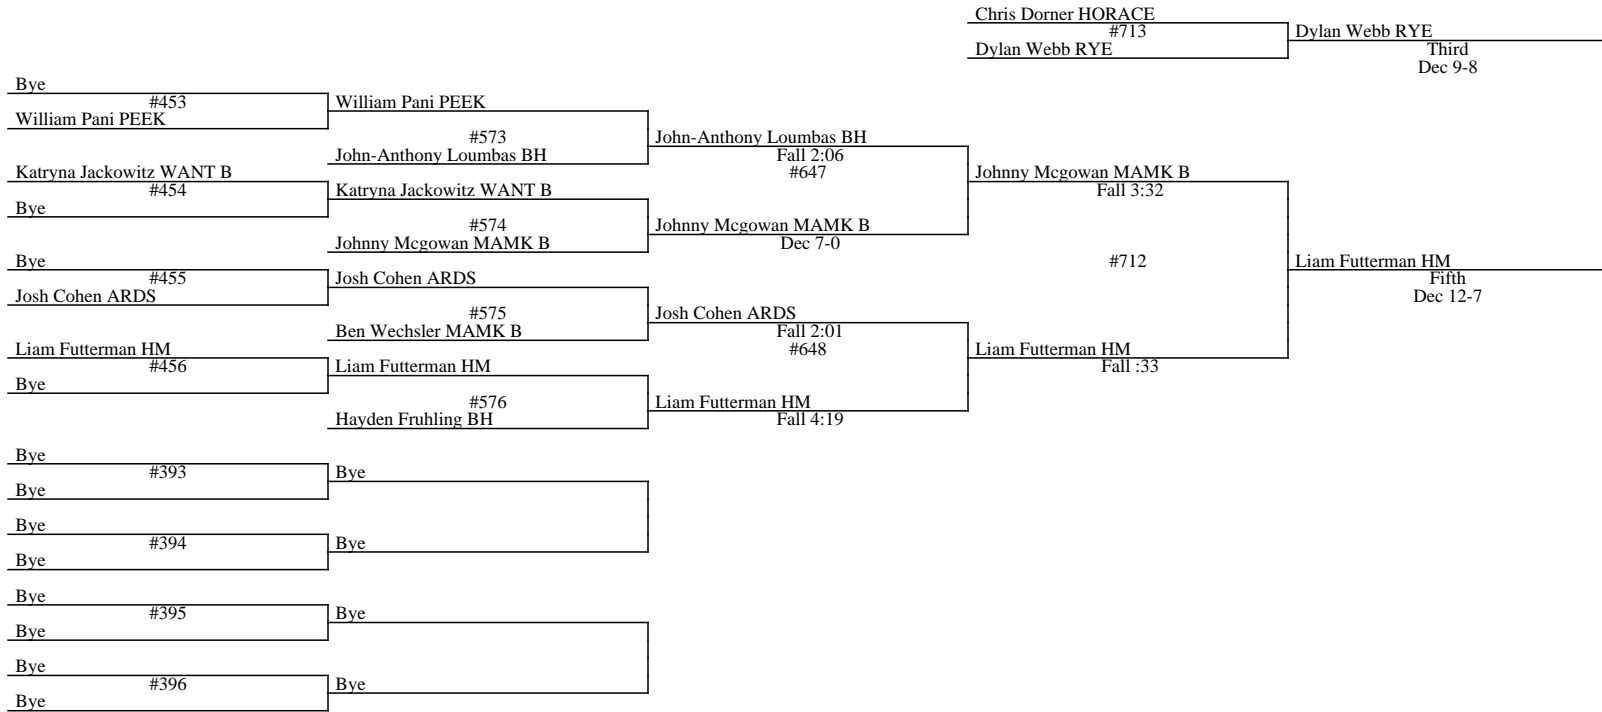 Chris Dorner HORACE
#713
Dylan Webb RYE
Dylan Webb RYE
Third
Dec 9-8
Bye
#453
William Pani PEEK
Katryna Jackowitz WANT B
#454
Bye
Bye
#455
Josh Cohen ARDS
Liam Futterman HM
#456
Bye
Bye
#393
Bye
Bye
#394
Bye
Bye
#395
Bye
Bye
#396
Bye
William Pani PEEK
#573
John-Anthony Loumbas BH
Katryna Jackowitz WANT B
#574
Johnny Mcgowan MAMK B
Josh Cohen ARDS
#575
Ben Wechsler MAMK B
Liam Futterman HM
#576
Hayden Fruhling BH
Bye
Bye
Bye
Bye
John-Anthony Loumbas BH
Fall 2:06
#647
Johnny Mcgowan MAMK B
Dec 7-0
Josh Cohen ARDS
Fall 2:01
#648
Liam Futterman HM
Fall 4:19
Johnny Mcgowan MAMK B
Fall 3:32
#712
Liam Futterman HM
Fall :33
Liam Futterman HM
Fifth
Dec 12-7